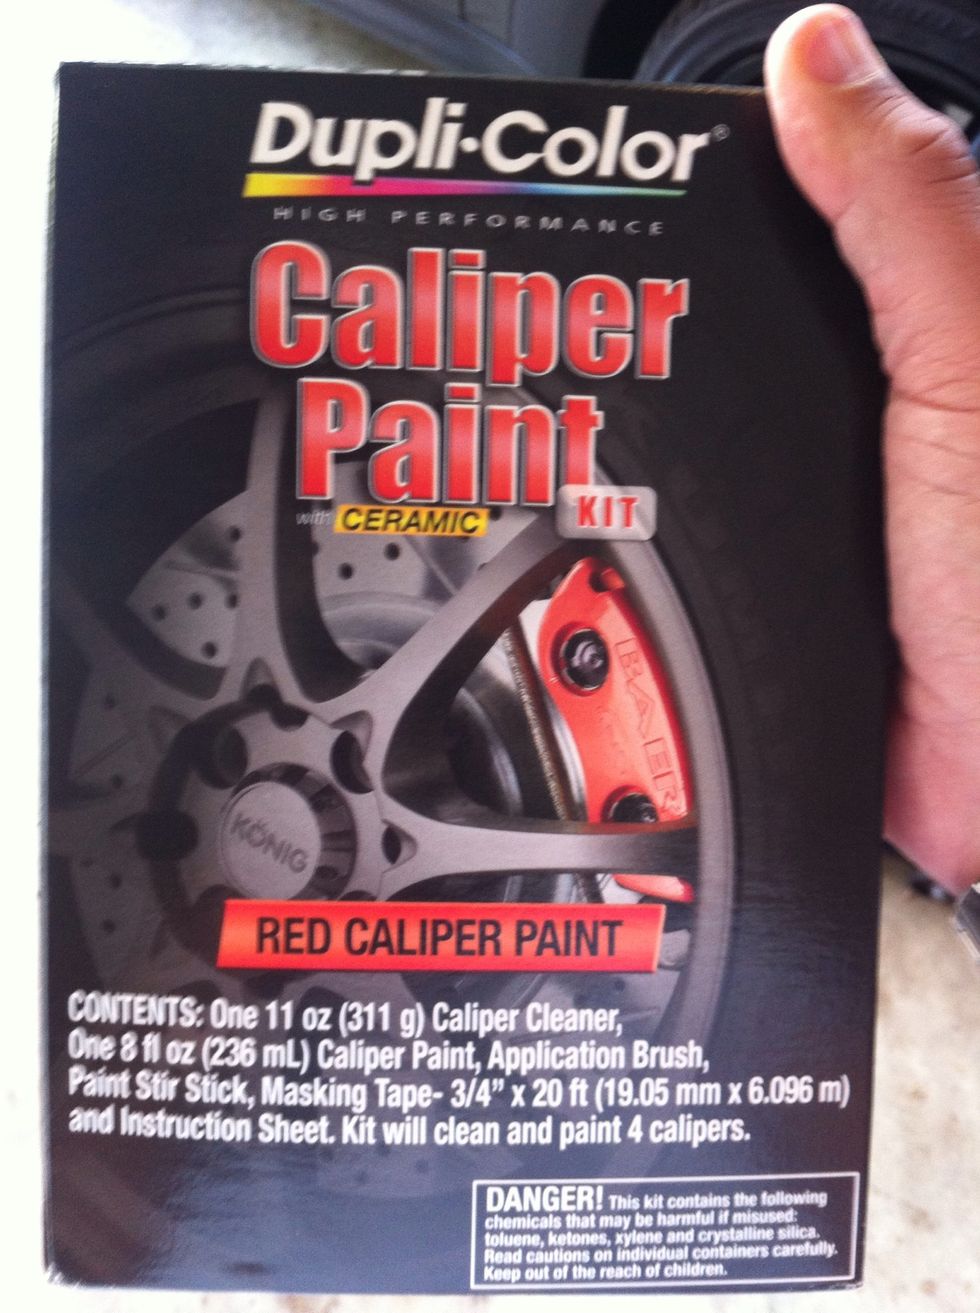 Dupli•Color®
HIGH PERFORMANCE
Caliper
Paint
with CERAMIC
KIT
BAER
KÖNIG
RED CALIPER PAINT
CONTENTS: One 11 oz (311 g) Caliper Cleaner,
One 8 fl oz (236 mL) Caliper Paint, Application Brush,
Paint Stir Stick, Masking Tape- 3/4” x 20 ft (19.05 mm x 6.096 m)
and Instruction Sheet. Kit will clean and paint 4 calipers.
DANGER! This kit contains the following
chemicals that may be harmful if misused:
toluene, ketones, xylene and crystalline silica.
Read cautions on individual containers carefully.
Keep out of the reach of children.